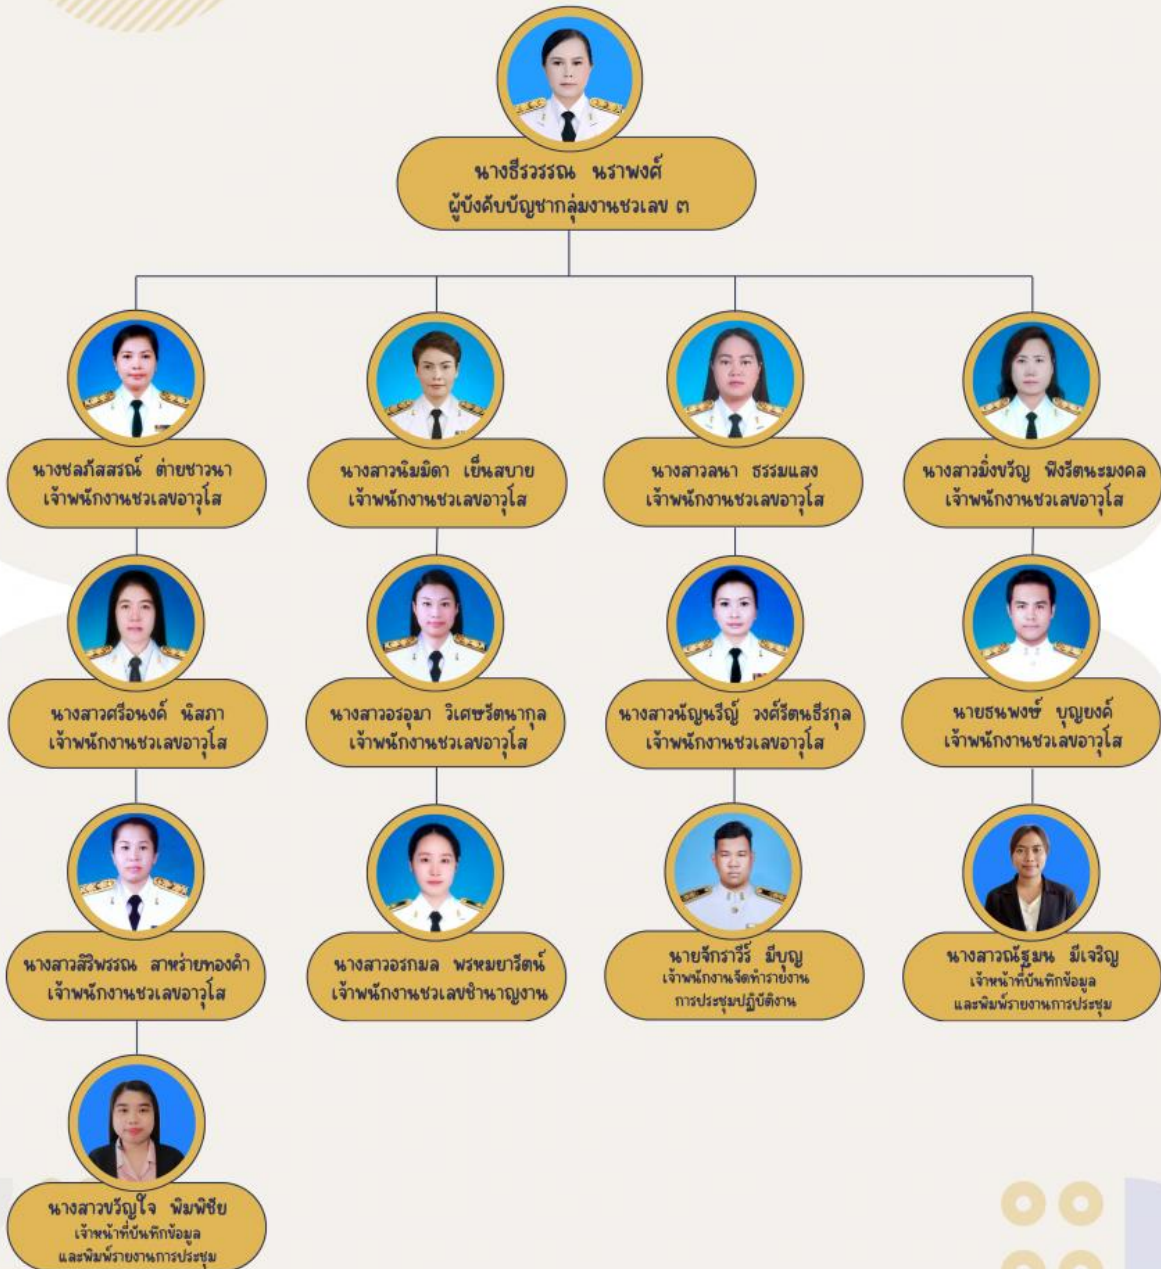 นางธีรวรรณ นราพงศ์
ผู้บังคับบัญชากลุ่มงานชวเลข ๓
นางชลภัสสรณ์ ต่ายชาวนา
เจ้าพนักงานชวเลขอาวุโส
นางสาวนิมมิดา เย็นสบาย
เจ้าพนักงานชวเลขอาวุโส
นางสาวลนา ธรรมแสง
เจ้าพนักงานชวเลขอาวุโส
นางสาวมิ่งขวัญ พึงรัตนะมงคล
เจ้าพนักงานชวเลขอาวุโส
นางสาวศรีอนงค์ นิสภา
เจ้าพนักงานชวเลขอาวุโส
นางสาวอรอุมา วิเศษรัตนากุล
เจ้าพนักงานชวเลขอาวุโส
นางสาวนัญนรีญ์ วงศ์รัตนธีรกุล
เจ้าพนักงานชวเลขอาวุโส
นายธนพงษ์ บุญยงค์
เจ้าพนักงานชวเลขอาวุโส
นางสาวสิริพรรณ สาหร่ายทองคำ
เจ้าพนักงานชวเลขอาวุโส
นางสาวอรกมล พรหมยารัตน์
เจ้าพนักงานชวเลขชำนาญงาน
นายจักราวีร์ มีบุญ
เจ้าพนักงานจัดทำรายงาน
การประชุมปฏิบัติงาน
นางสาวณัฐมน มีเจริญ
เจ้าหน้าที่บันทึกข้อมูล
และพิมพ์รายงานการประชุม
นางสาวขวัญใจ พิมพิชัย
เจ้าหน้าที่บันทึกข้อมูล
และพิมพ์รายงานการประชุม